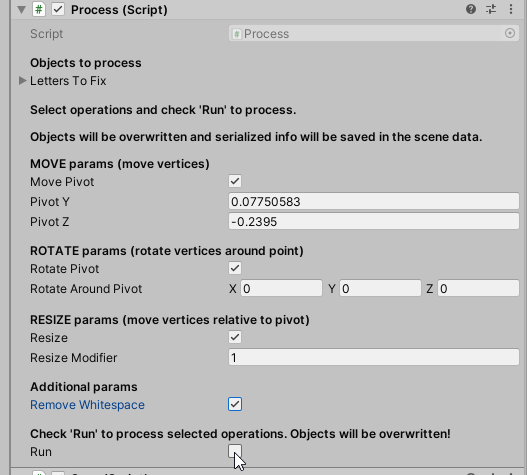 Process (Script)
Script Process
Objects to process
Letters To Fix
Select operations and check 'Run' to process.
Objects will be overwritten and serialized info will be saved in the scene data.
MOVE params (move vertices)
Move Pivot
Pivot Y 0.07750583
Pivot Z -0.2395
ROTATE params (rotate vertices around point)
Rotate Pivot
Rotate Around Pivot X 0 Y 0 Z 0
RESIZE params (move vertices relative to pivot)
Resize
Resize Modifier 1
Additional params
Remove Whitespace
Check 'Run' to process selected operations. Objects will be overwritten!
Run